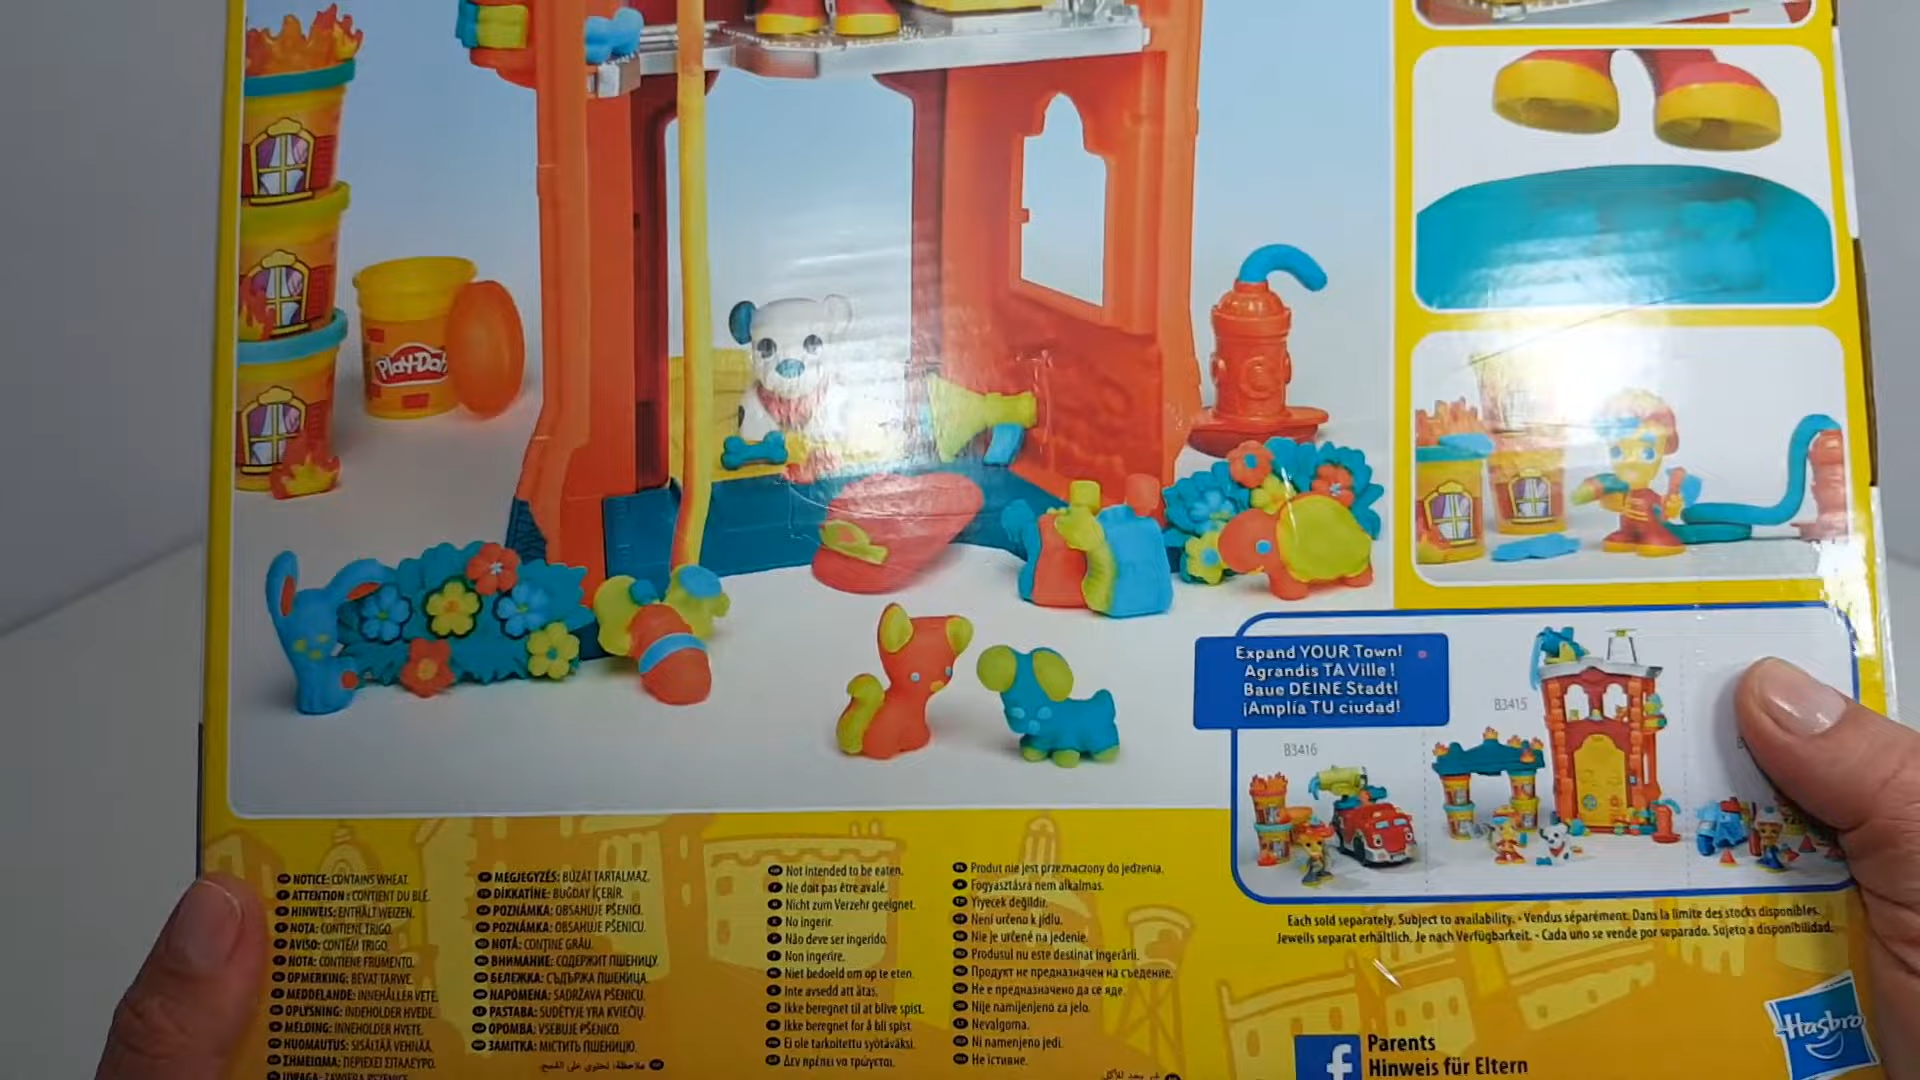 Play-Doh
Expand YOUR Town!
Agrandis TA Ville !
Baue DEINE Stadt!
¡Amplía TU ciudad!
B3415
B3416
NOTICE: CONTAINS WHEAT.
ATTENTION : CONTIENT DU BLÉ.
HINWEIS: ENTHÄLT WEIZEN.
NOTA: CONTIENE TRIGO.
AVISO: CONTÉM TRIGO.
NOTA: CONTIENE FRUMENTO.
OPMERKING: BEVAT TARWE.
MEDDELANDE: INNEHÅLLER VETE.
OPLYSNING: INDEHOLDER HVEDE.
MELDING: INNEHOLDER HVETE.
HUOMAUTUS: SISÄLTÄÄ VEHNÄÄ.
ΣΗΜΕΙΩΜΑ: ΠΕΡΙΕΧΕΙ ΣΙΤΑΛΕΥΡΟ.
UWAGA: ZAWIERA PSZENICĘ.
MEGJEGYZÉS: BÚZÁT TARTALMAZ.
DİKKATİNE: BUĞDAY İÇERİR.
POZNÁMKA: OBSAHUJE PŠENICI.
POZNÁMKA: OBSAHUJE PŠENICU.
NOTĂ: CONŢINE GRÂU.
ВНИМАНИЕ: СОДЕРЖИТ ПШЕНИЦУ.
БЕЛЕЖКА: СЪДЪРЖА ПШЕНИЦА.
NAPOMENA: SADRŽAVA PŠENICU.
PASTABA: SUDĖTYJE YRA KVIEČIŲ.
OPOMBA: VSEBUJE PŠENICO.
ЗАМІТКА: МІСТИТЬ ПШЕНИЦЮ.
ملاحظة: تحتوي على القمح.
Not intended to be eaten.
Ne doit pas être avalé.
Nicht zum Verzehr geeignet.
No ingerir.
Não deve ser ingerido.
Non ingerire.
Niet bedoeld om op te eten.
Inte avsedd att ätas.
Ikke beregnet til at blive spist.
Ikke beregnet for å bli spist.
Ei ole tarkoitettu syötäväksi.
Δεν πρέπει να τρώγεται.
Produt nie jest przeznaczony do jedzenia.
Fogyasztásra nem alkalmas.
Yiyecek değildir.
Není určeno k jídlu.
Nie je určené na jedenie.
Produsul nu este destinat ingerării.
Продукт не предназначен на съедение.
Не е предназначено да се яде.
Nije namijenjeno za jelo.
Nevalgoma.
Ni namenjeno jedi.
Не їстивне.
Each sold separately. Subject to availability. - Vendus séparément. Dans la limite des stocks disponibles.
Jeweils separat erhältlich. Je nach Verfügbarkeit. - Cada uno se vende por separado. Sujeto a disponibilidad.
f
Parents
Hinweis für Eltern
Hasbro